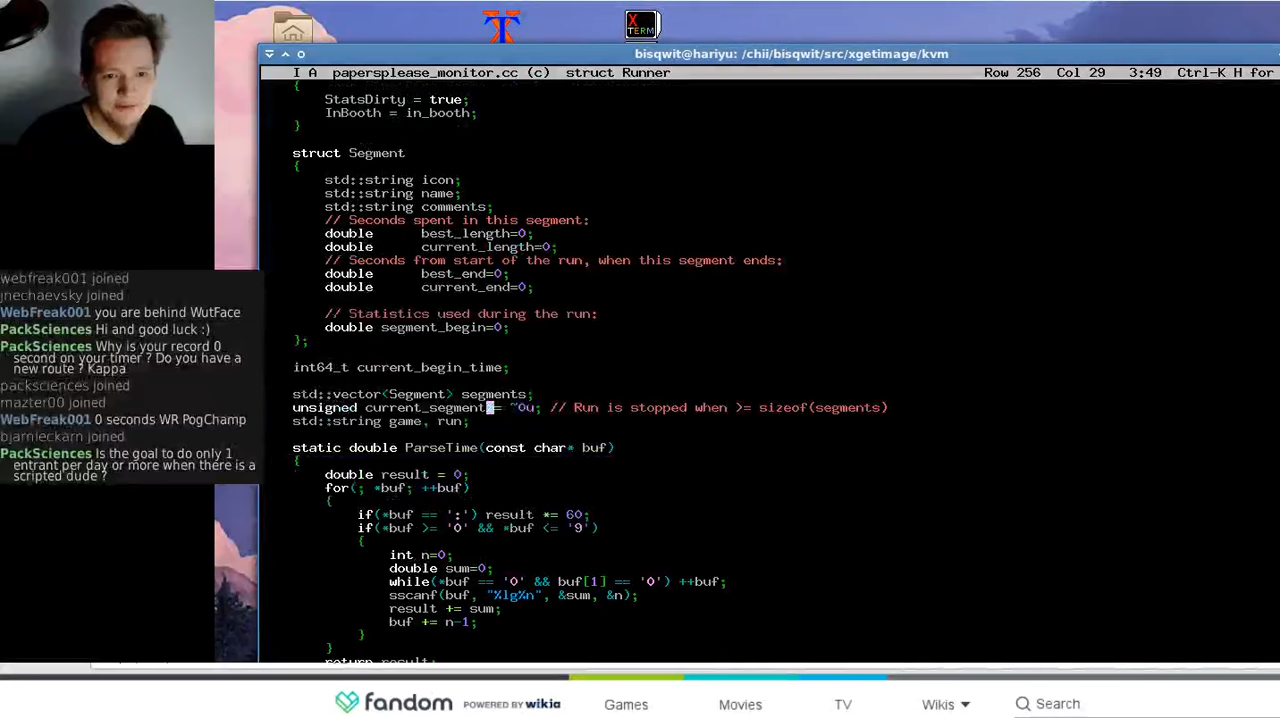 X
TERM
bisqwit@hariyu: /chii/bisqwit/src/xgetimage/kvm
I A papersplease_monitor.cc (c) struct Runner Row 256 Col 29 3:49 Ctrl-K H for
{
StatsDirty = true;
InBooth = in_booth;
}
struct Segment
{
std::string icon;
std::string name;
std::string comments;
// Seconds spent in this segment:
double best_length=0;
double current_length=0;
// Seconds from start of the run, when this segment ends:
double best_end=0;
double current_end=0;
// Statistics used during the run:
double segment_begin=0;
};
int64_t current_begin_time;
std::vector<Segment> segments;
unsigned current_segment = ~0u; // Run is stopped when >= sizeof(segments)
std::string game, run;
static double ParseTime(const char* buf)
{
double result = 0;
for(; *buf; ++buf)
{
if(*buf == ':') result *= 60;
if(*buf >= '0' && *buf <= '9')
{
int n=0;
double sum=0;
while(*buf == '0' && buf[1] == '0') ++buf;
sscanf(buf, "%lg%n", &sum, &n);
result += sum;
buf += n-1;
}
}
return result;
webfreak001 joined
jnechaevsky joined
WebFreak001 you are behind WutFace
PackSciences Hi and good luck :)
PackSciences Why is your record 0
second on your timer ? Do you have a
new route ? Kappa
packsciences joined
mazter00 joined
WebFreak001 0 seconds WR PogChamp
bjarnleckarn joined
PackSciences Is the goal to do only 1
entrant per day or more when there is a
scripted dude ?
fandom POWERED BY wikia Games Movies TV Wikis Search